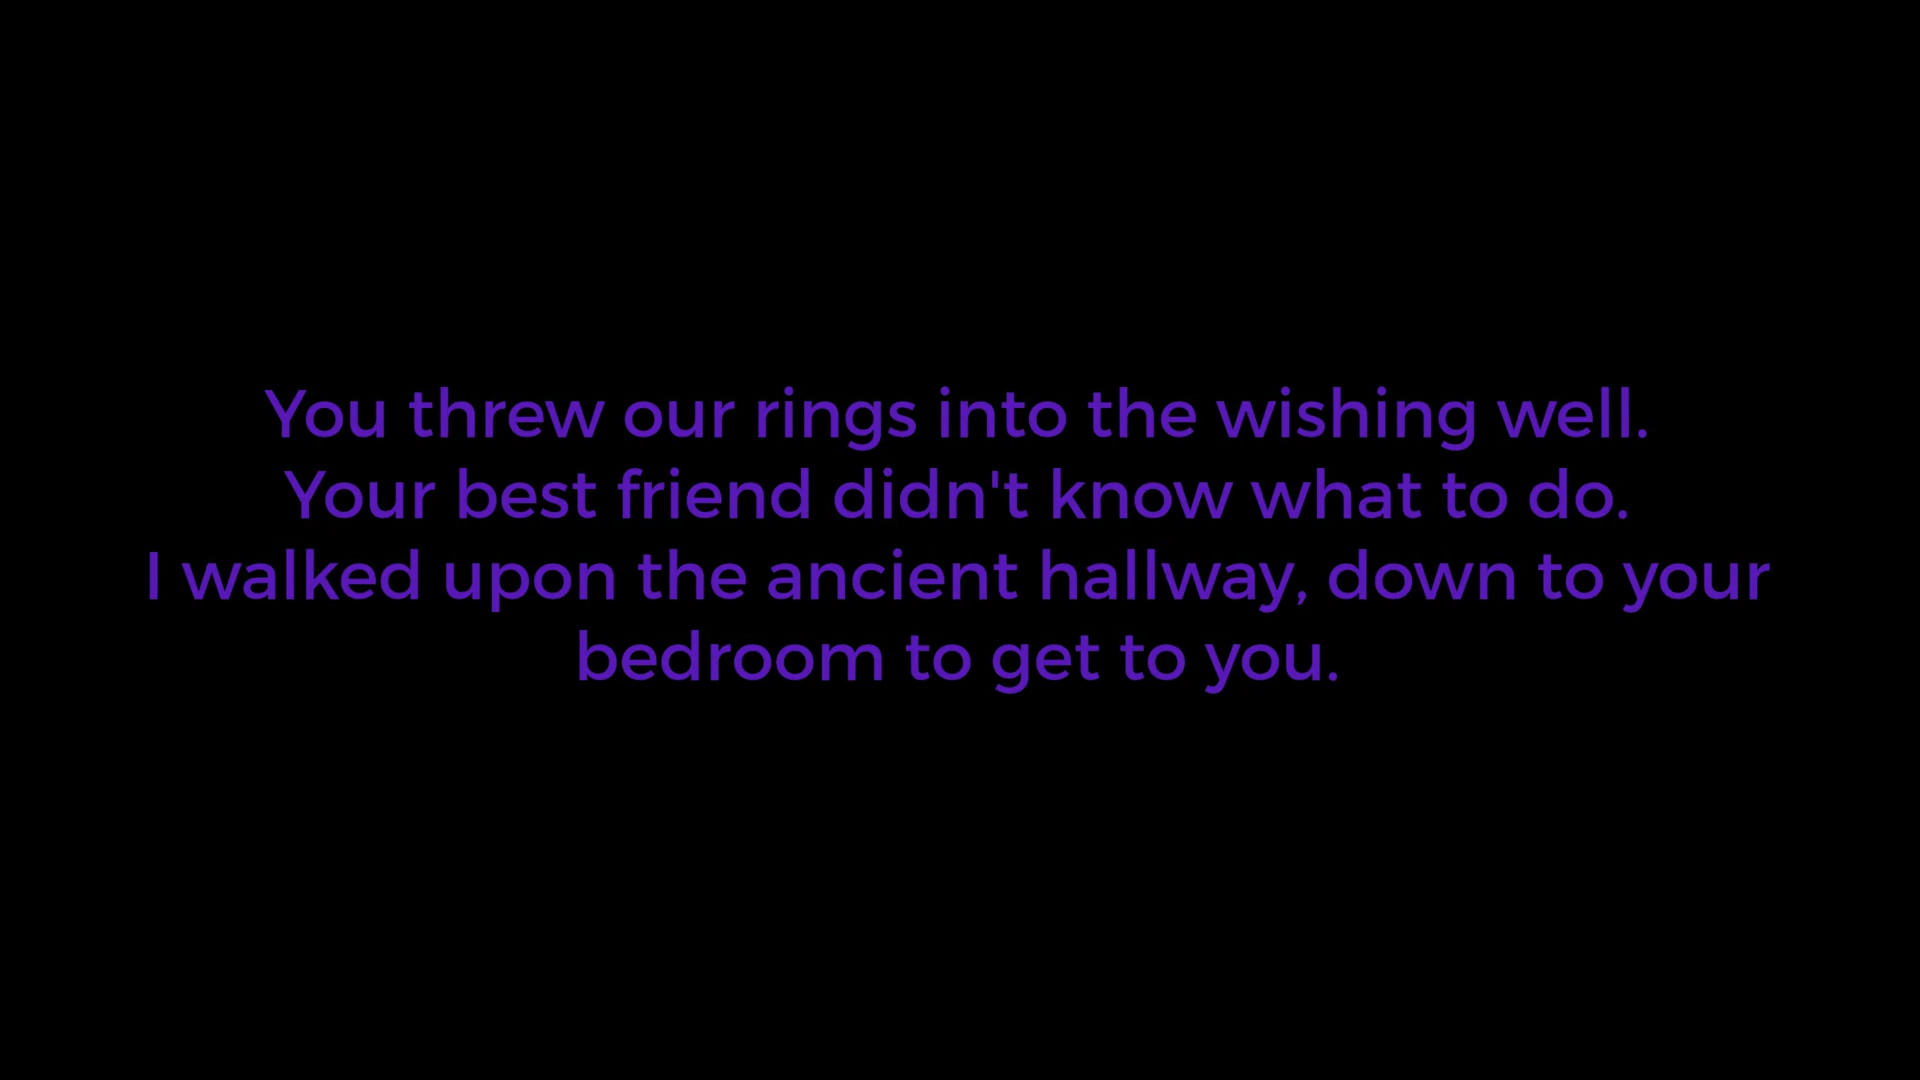 You threw our rings into the wishing well.
Your best friend didn't know what to do.
I walked upon the ancient hallway, down to your
bedroom to get to you.